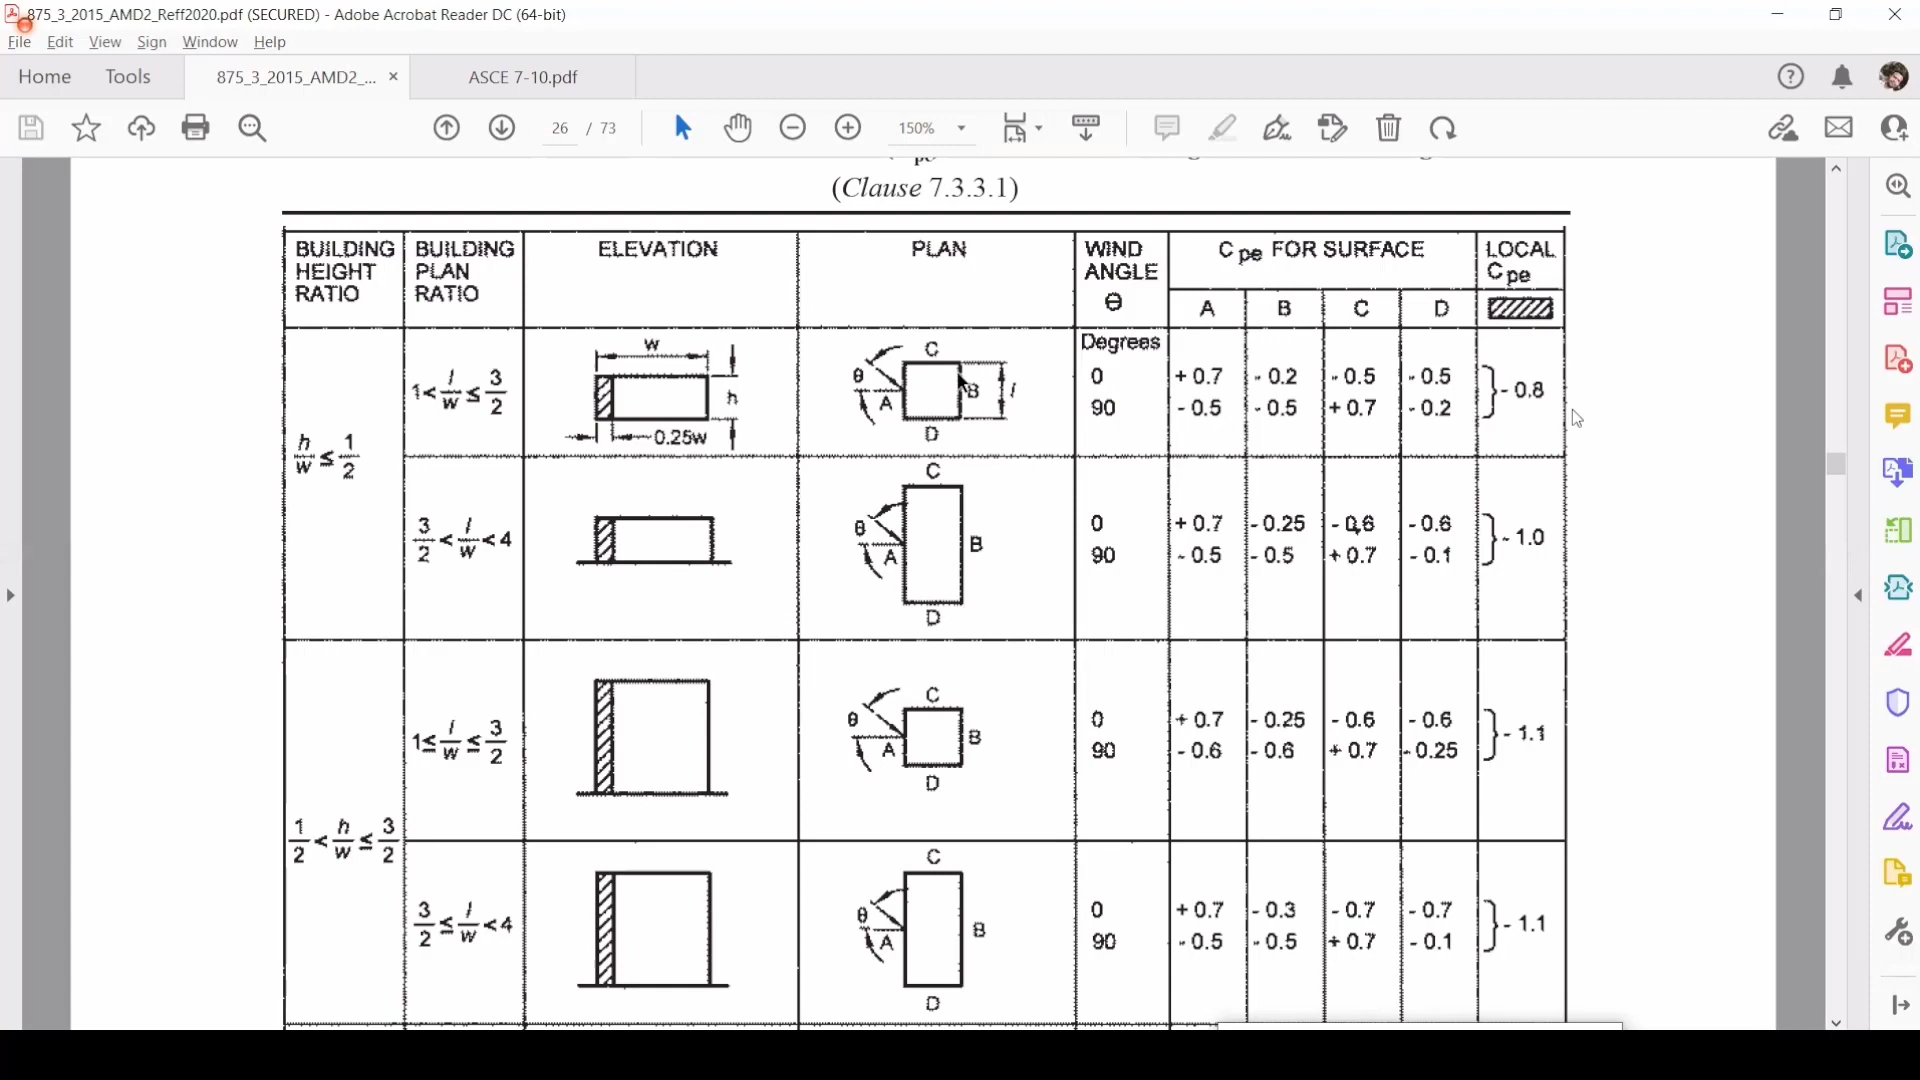 875_3_2015_AMD2_Reff2020.pdf (SECURED) - Adobe Acrobat Reader DC (64-bit)
File Edit View Sign Window Help
Home Tools 875_3_2015_AMD2_... × ASCE 7-10.pdf
26 / 73 150%
(Clause 7.3.3.1)
BUILDING HEIGHT RATIO BUILDING PLAN RATIO ELEVATION PLAN WIND ANGLE θ C pe FOR SURFACE LOCAL C pe
A B C D
Degrees
h/w ≤ 1/2
1 < l/w ≤ 3/2
w h 0.25w
C θ A B D l
0 +0.7 -0.2 -0.5 -0.5
90 -0.5 -0.5 +0.7 -0.2
-0.8
3/2 < l/w < 4
C θ A B D
0 +0.7 -0.25 -0.6 -0.6
90 -0.5 -0.5 +0.7 -0.1
-1.0
1/2 < h/w ≤ 3/2
1 ≤ l/w ≤ 3/2
C θ A B D
0 +0.7 -0.25 -0.6 -0.6
90 -0.6 -0.6 +0.7 -0.25
-1.1
3/2 ≤ l/w < 4
C θ A B D
0 +0.7 -0.3 -0.7 -0.7
90 -0.5 -0.5 +0.7 -0.1
-1.1